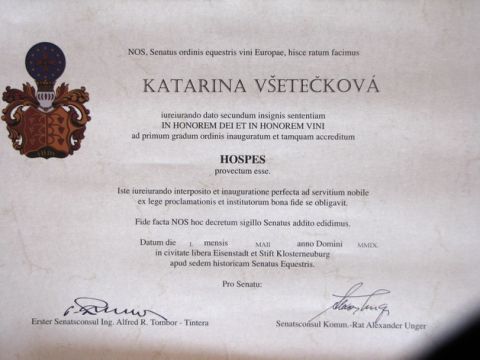 NOS, Senatus ordinis equestris vini Europae, hisce ratum facimus
KATARINA VŠETEČKOVÁ
iureiurando dato secundum insignis sententiam
IN HONOREM DEI ET IN HONOREM VINI
ad primum gradum ordinis inauguratum et tamquam accreditum
HOSPES
provectum esse.
Iste iureiurando interposito et inauguratione perfecta ad servitium nobile
ex lege proclamationis et institutorum bona fide se obligavit.
Fide facta NOS hoc decretum sigillo Senatus addito edidimus.
Datum die 1. mensis MAII anno Domini MMIX.
in civitate libera Eisenstadt et Stift Klosterneuburg
apud sedem historicam Senatus Equestris.
Pro Senatu:
Erster Senatsconsul Ing. Alfred R. Tombor - Tintera
Senatsconsul Komm.-Rat Alexander Unger